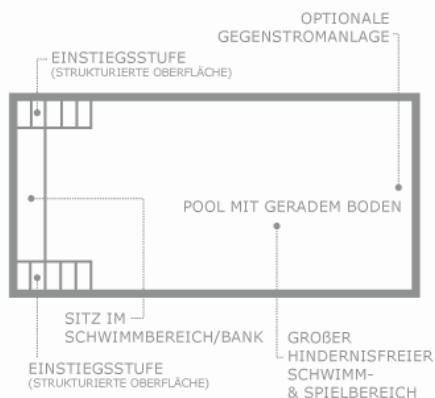 OPTIONALE
GEGENSTROMANLAGE
EINSTIEGSSTUFE
(STRUKTURIERTE OBERFLÄCHE)
POOL MIT GERADEM BODEN
SITZ IM
SCHWIMMBEREICH/BANK
GROßER
HINDERNISFREIER
SCHWIMM-
& SPIELBEREICH
EINSTIEGSSTUFE
(STRUKTURIERTE OBERFLÄCHE)